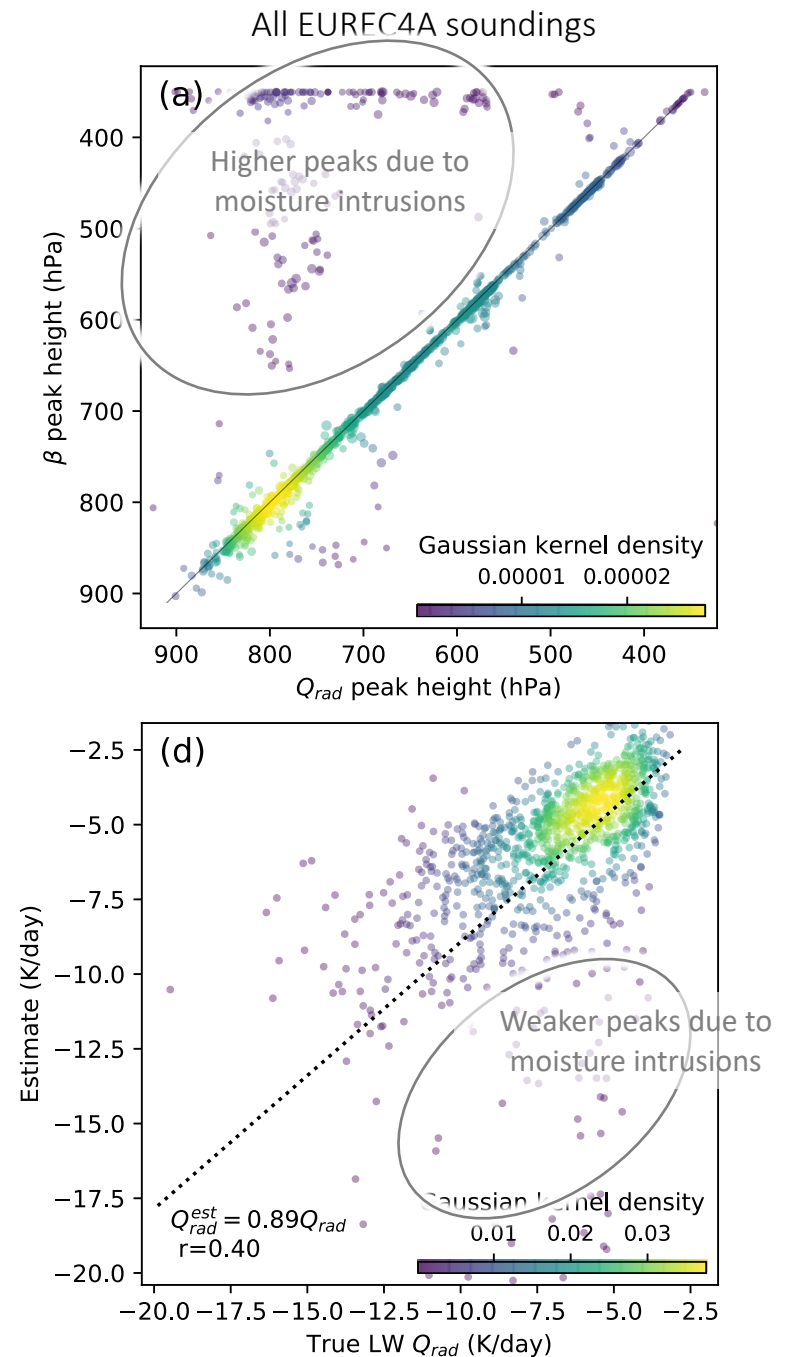 All EUREC4A soundings
(a)
Higher peaks due to
moisture intrusions
400
500
600
700
800
900
β peak height (hPa)
Gaussian kernel density
0.00001 0.00002
900 800 700 600 500 400
Q_rad peak height (hPa)
(d)
−2.5
−5.0
−7.5
−10.0
−12.5
−15.0
−17.5
−20.0
Estimate (K/day)
Weaker peaks due to
moisture intrusions
Q_rad^est = 0.89Q_rad
r=0.40
Gaussian kernel density
0.01 0.02 0.03
−20.0 −17.5 −15.0 −12.5 −10.0 −7.5 −5.0 −2.5
True LW Q_rad (K/day)